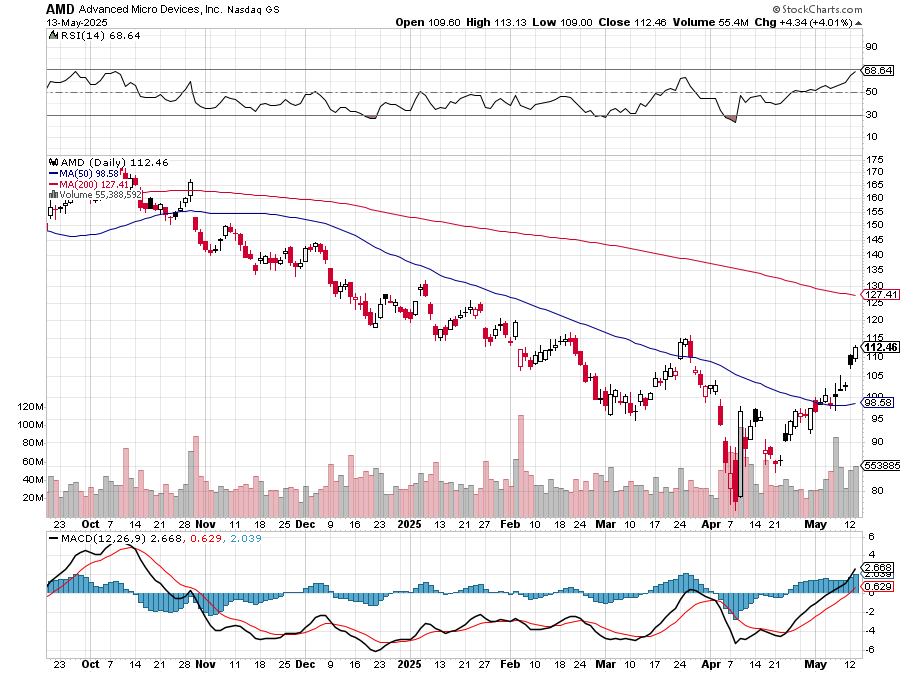 AMD Advanced Micro Devices, Inc. Nasdaq GS
© StockCharts.com
13-May-2025
Open 109.60 High 113.13 Low 109.00 Close 112.46 Volume 55.4M Chg +4.34 (+4.01%)
RSI(14) 68.64
90
68.64
50
30
10
AMD (Daily) 112.46
MA(50) 98.58
MA(200) 127.41
Volume 55,388,592
175
170
165
160
155
150
145
140
135
130
127.41
125
120
115
112.46
110
105
100
98.58
95
90
553885
80
120M
100M
80M
60M
40M
20M
23 Oct 7 14 21 28 Nov 11 18 25 Dec 9 16 23 2025 13 21 27 Feb 10 18 24 Mar 10 17 24 Apr 7 14 21 May 12
MACD(12,26,9) 2.668, 0.629, 2.039
6
4
2.668
2.039
0.629
0
-2
-4
-6
23 Oct 7 14 21 28 Nov 11 18 25 Dec 9 16 23 2025 13 21 27 Feb 10 18 24 Mar 10 17 24 Apr 7 14 21 May 12